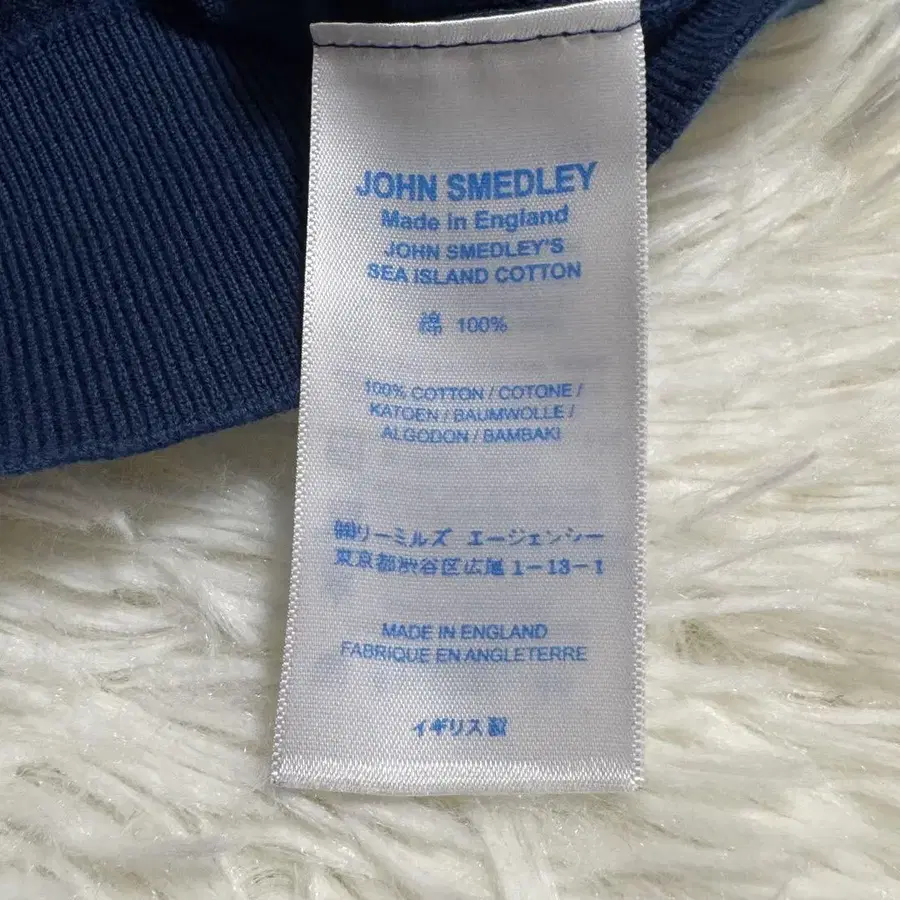 JOHN SMEDLEY
Made in England
JOHN SMEDLEY'S
SEA ISLAND COTTON
綿 100%
100% COTTON / COTONE /
KATOEN / BAUMWOLLE /
ALGODON / BAMBAKI
㈱リーミルズ エージェンシー
東京都渋谷区広尾1-13-1
MADE IN ENGLAND
FABRIQUE EN ANGLETERRE
イギリス製